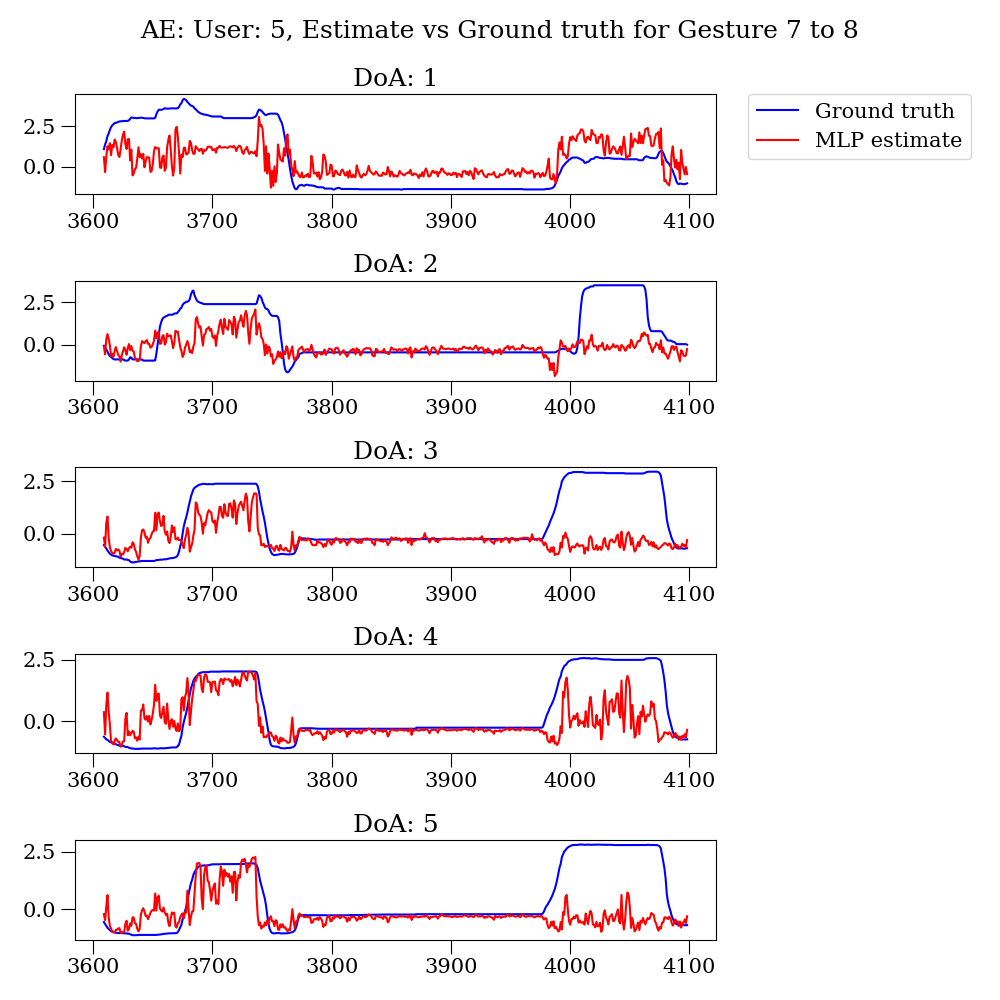 AE: User: 5, Estimate vs Ground truth for Gesture 7 to 8
DoA: 1
Ground truth
MLP estimate
2.5
0.0
3600 3700 3800 3900 4000 4100
DoA: 2
2.5
0.0
3600 3700 3800 3900 4000 4100
DoA: 3
2.5
0.0
3600 3700 3800 3900 4000 4100
DoA: 4
2.5
0.0
3600 3700 3800 3900 4000 4100
DoA: 5
2.5
0.0
3600 3700 3800 3900 4000 4100